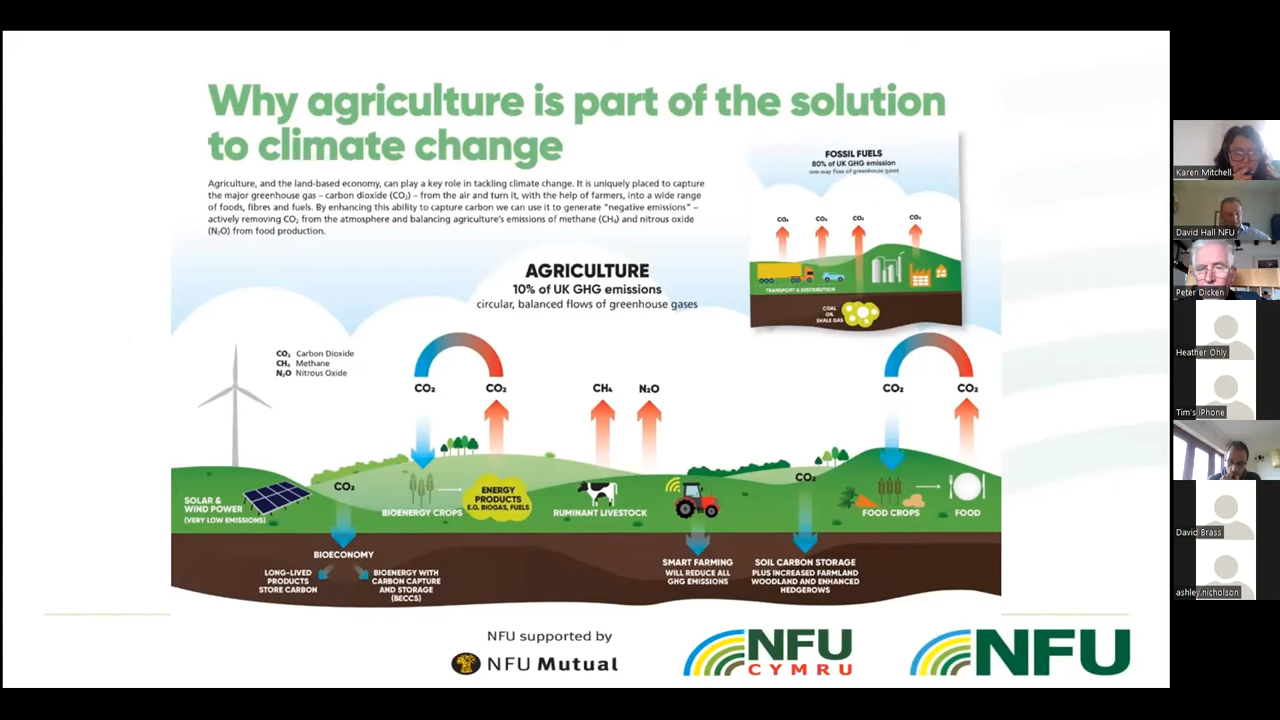 Why agriculture is part of the solution
to climate change
Agriculture, and the land-based economy, can play a key role in tackling climate change. It is uniquely placed to capture
the major greenhouse gas – carbon dioxide (CO₂) – from the air and turn it, with the help of farmers, into a wide range
of foods, fibres and fuels. By enhancing this ability to capture carbon we can use it to generate "negative emissions" –
actively removing CO₂ from the atmosphere and balancing agriculture's emissions of methane (CH₄) and nitrous oxide
(N₂O) from food production.
FOSSIL FUELS
80% of UK GHG emission
one-way flow of greenhouse gases
CO₂ CO₂ CO₂ CO₂
TRANSPORT & DISTRIBUTION
COAL
OIL
SHALE GAS
AGRICULTURE
10% of UK GHG emissions
circular, balanced flows of greenhouse gases
CO₂ Carbon Dioxide
CH₄ Methane
N₂O Nitrous Oxide
CO₂ CO₂ CH₄ N₂O CO₂ CO₂
SOLAR &
WIND POWER
(VERY LOW EMISSIONS)
CO₂
BIOENERGY CROPS
ENERGY
PRODUCTS
E.G. BIOGAS, FUELS
RUMINANT LIVESTOCK
CO₂
FOOD CROPS
FOOD
BIOECONOMY
LONG-LIVED
PRODUCTS
STORE CARBON
BIOENERGY WITH
CARBON CAPTURE
AND STORAGE
(BECCS)
SMART FARMING
WILL REDUCE ALL
GHG EMISSIONS
SOIL CARBON STORAGE
PLUS INCREASED FARMLAND
WOODLAND AND ENHANCED
HEDGEROWS
NFU supported by
NFU Mutual
NFU
CYMRU
NFU
Karen Mitchell
David Hall NFU
Peter Dicken
Heather Ohly
Tim's iPhone
David Brass
ashley.nicholson